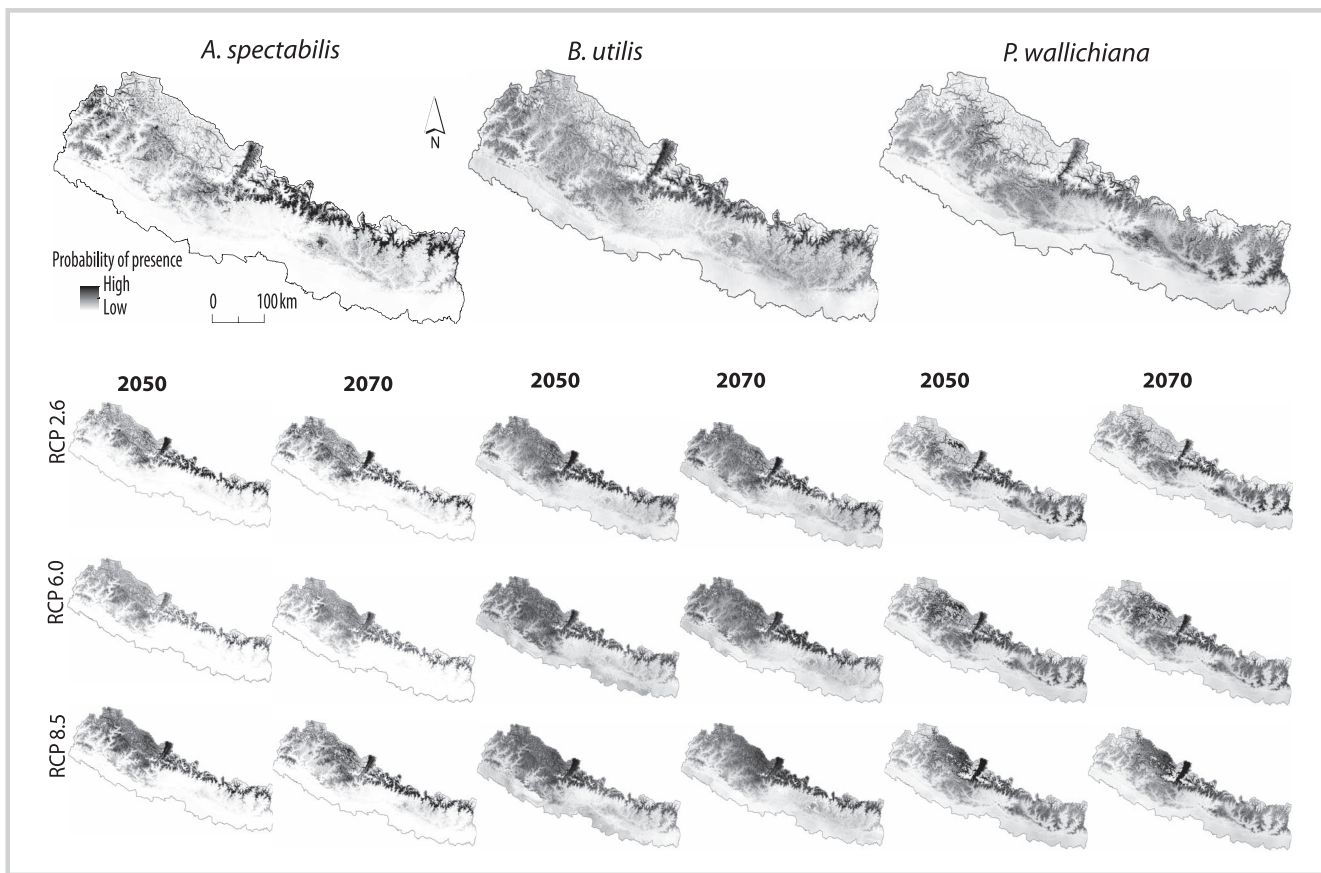 A. spectabilis B. utilis P. wallichiana
N
Probability of presence
High
Low
0 100 km
2050 2070 2050 2070 2050 2070
RCP 2.6
RCP 6.0
RCP 8.5